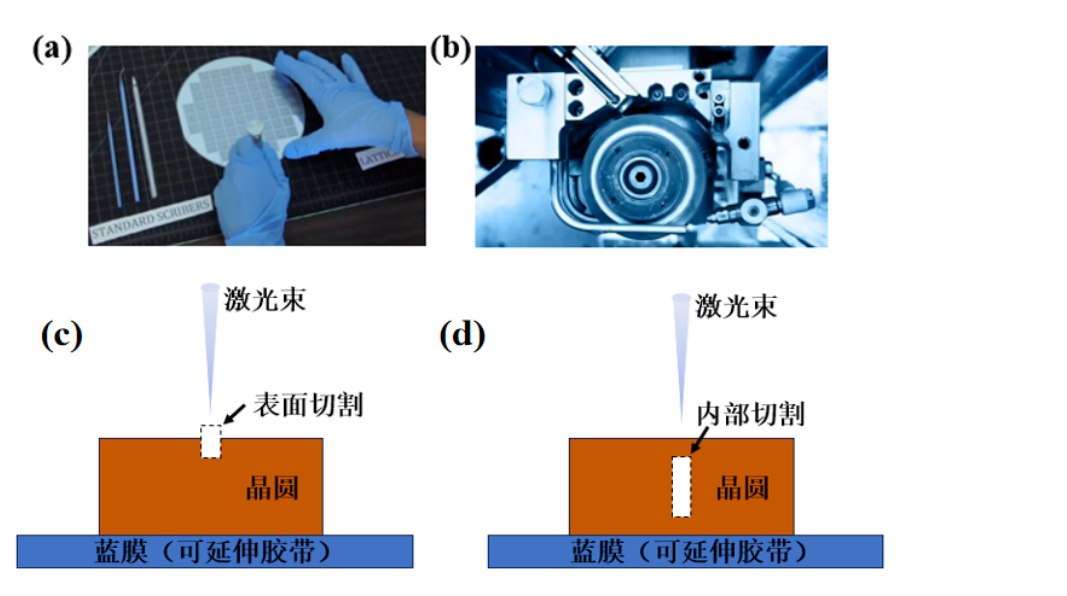 (a)
(b)
STANDARD SCRIBERS
LATTIC
激光束
激光束
(c)
(d)
表面切割
内部切割
晶圆
晶圆
蓝膜（可延伸胶带）
蓝膜（可延伸胶带）